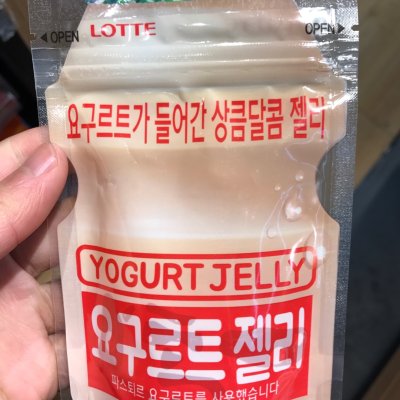 OPEN LOTTE OPEN
요구르트가 들어간 상큼달콤 젤리
YOGURT JELLY
요구르트 젤리
파스퇴르 요구르트를 사용했습니다